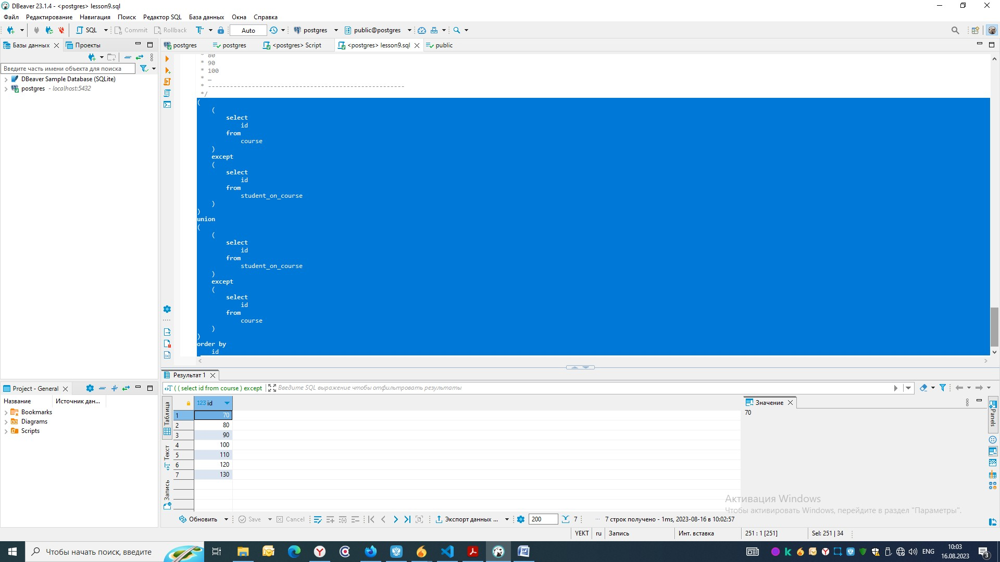 DBeaver 23.1.4 - <postgres> lesson9.sql
Файл Редактирование Навигация Поиск Редактор SQL База данных Окна Справка
SQL Commit Rollback Auto postgres public@postgres
Базы данных Проекты
postgres postgres <postgres> Script <postgres> lesson9.sql public
Введите часть имени объекта для поиска
DBeaver Sample Database (SQLite)
postgres - localhost:5432
* 80
* 90
* 100
* …
* ------------------------------------------------------
*/
(
(
select
id
from
course
)
except
(
select
id
from
student_on_course
)
)
union
(
(
select
id
from
student_on_course
)
except
(
select
id
from
course
)
)
order by
id
Project - General
Название Источник дан...
Bookmarks
Diagrams
Scripts
Результат 1
( ( select id from course ) except Введите SQL выражение чтобы отфильтровать результаты
Таблица
Текст
Запись
123 id
1 70
2 80
3 90
4 100
5 110
6 120
7 130
Значение
70
Panels
Активация Windows
Чтобы активировать Windows, перейдите в раздел "Параметры".
Обновить Save Cancel Экспорт данных ... 200 7 ... 7 строк получено - 1ms, 2023-08-16 в 10:02:57
YEKT ru Запись Инт. вставка 251 : 1 [251] Sel: 251 | 34
Чтобы начать поиск, введите
ENG
10:03
16.08.2023
3